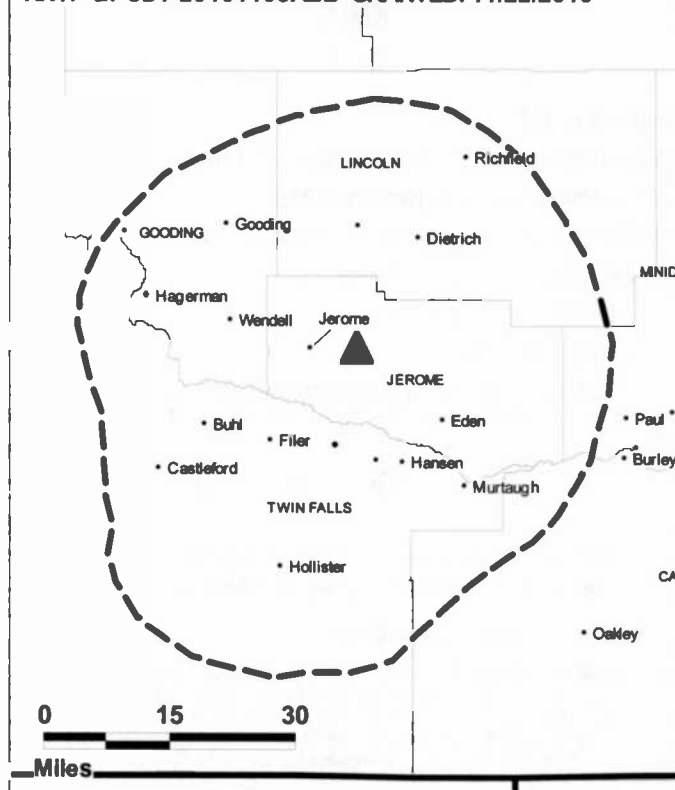 LINCOLN
Richfield
GOODING
Gooding
Dietrich
MINID
Hagerman
Wendell
Jerome
JEROME
Buhl
Eden
Paul
Filer
Castleford
Hansen
Burley
Murtaugh
TWIN FALLS
Hollister
CA
Oakley
0 15 30
Miles